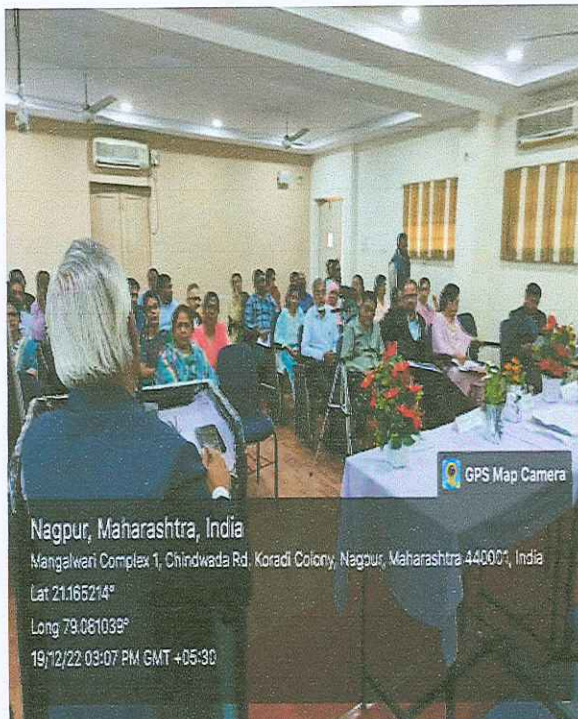 GPS Map Camera
Nagpur, Maharashtra, India
Mangalwari Complex 1, Chindwada Rd, Koradi Colony, Nagpur, Maharashtra 440001, India
Lat 21.165214°
Long 79.081039°
19/12/22 03:07 PM GMT +05:30